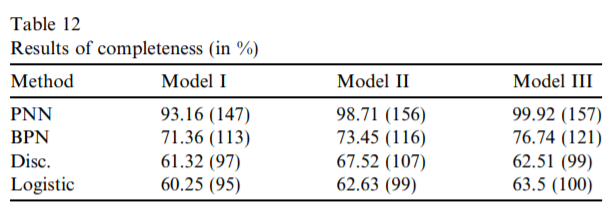 Table 12
Results of completeness (in %)
Method Model I Model II Model III
PNN 93.16 (147) 98.71 (156) 99.92 (157)
BPN 71.36 (113) 73.45 (116) 76.74 (121)
Disc. 61.32 (97) 67.52 (107) 62.51 (99)
Logistic 60.25 (95) 62.63 (99) 63.5 (100)